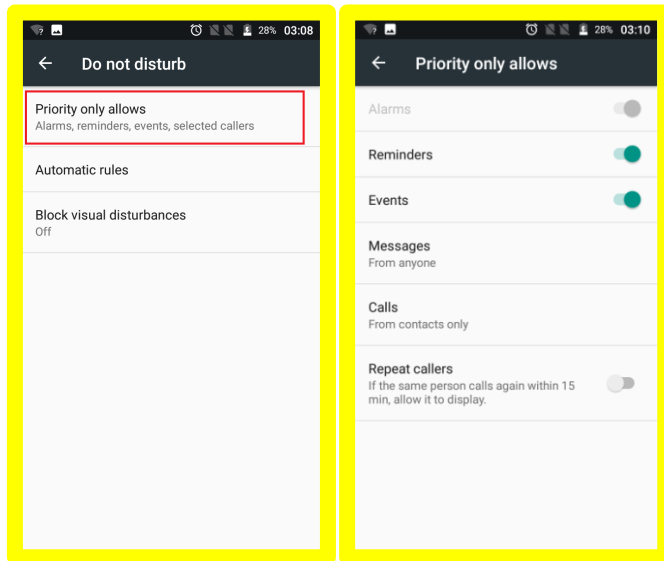 28% 03:08
Do not disturb
Priority only allows
Alarms, reminders, events, selected callers
Automatic rules
Block visual disturbances
Off
28% 03:10
Priority only allows
Alarms
Reminders
Events
Messages
From anyone
Calls
From contacts only
Repeat callers
If the same person calls again within 15
min, allow it to display.